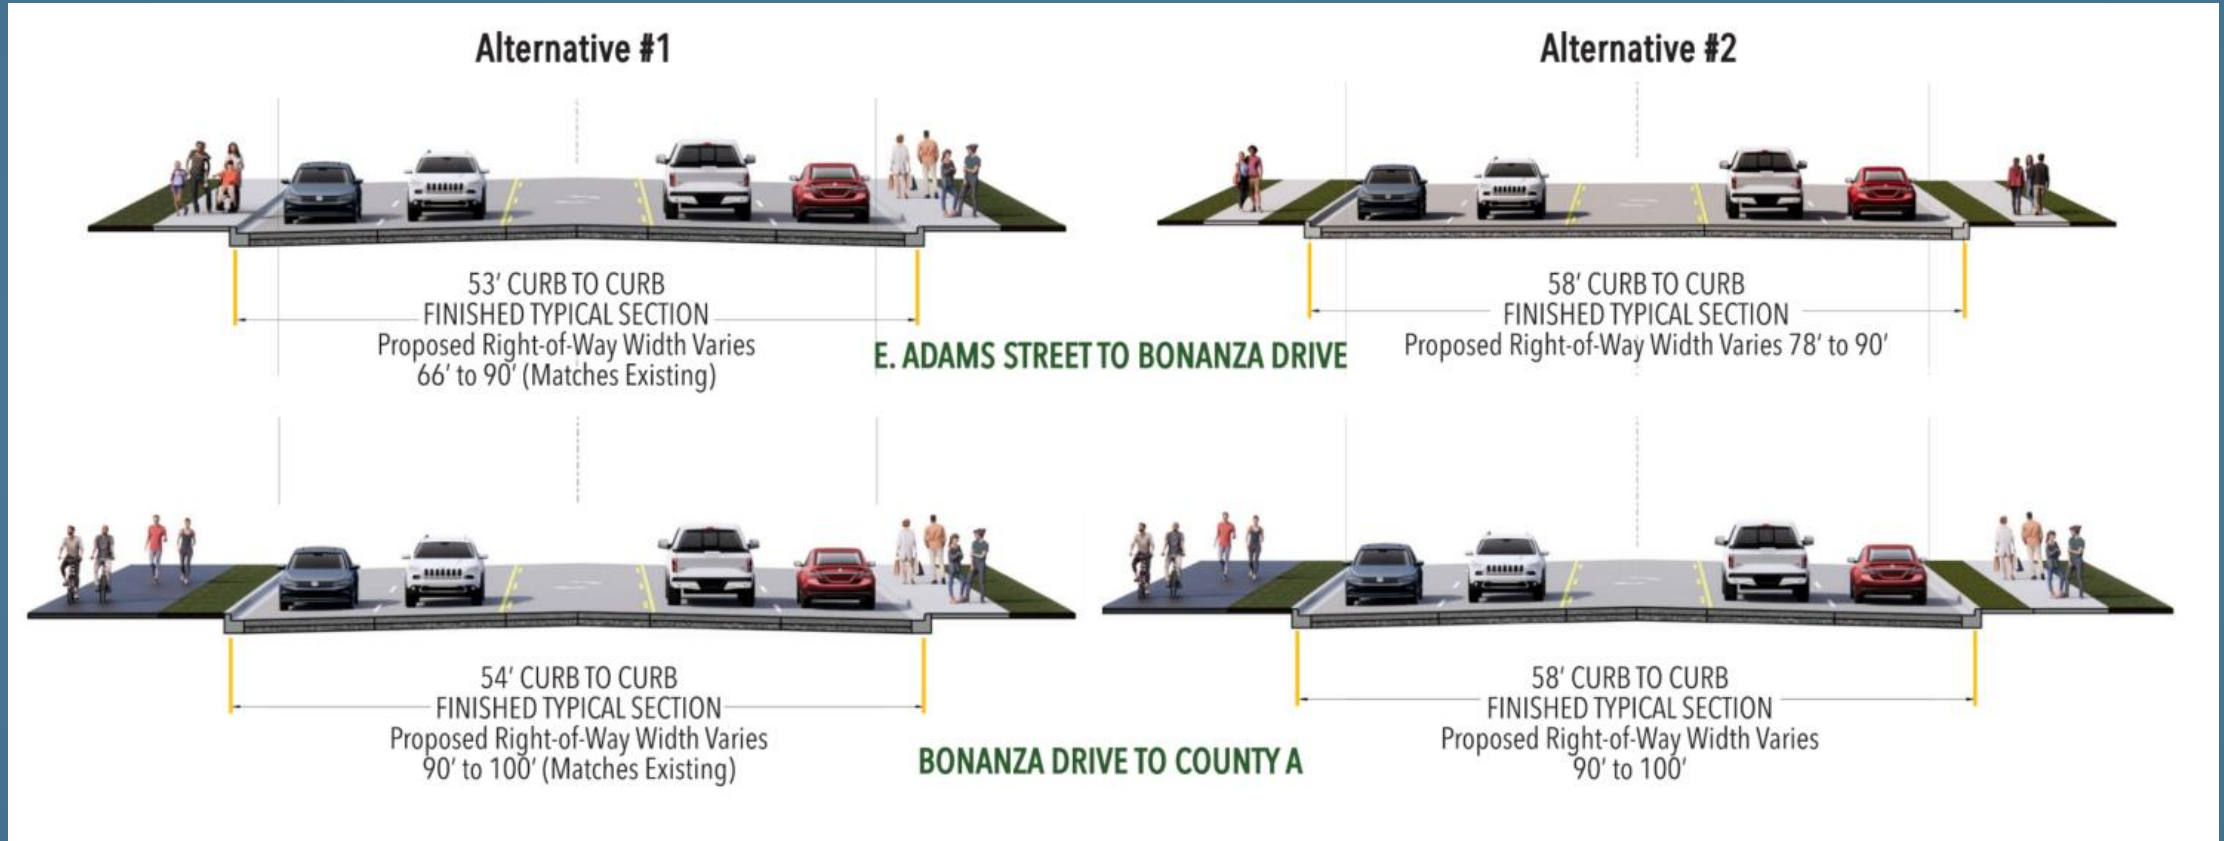 Alternative #1
Alternative #2
53' CURB TO CURB
FINISHED TYPICAL SECTION
Proposed Right-of-Way Width Varies
66' to 90' (Matches Existing)
58' CURB TO CURB
FINISHED TYPICAL SECTION
Proposed Right-of-Way Width Varies 78' to 90'
E. ADAMS STREET TO BONANZA DRIVE
54' CURB TO CURB
FINISHED TYPICAL SECTION
Proposed Right-of-Way Width Varies
90' to 100' (Matches Existing)
58' CURB TO CURB
FINISHED TYPICAL SECTION
Proposed Right-of-Way Width Varies
90' to 100'
BONANZA DRIVE TO COUNTY A